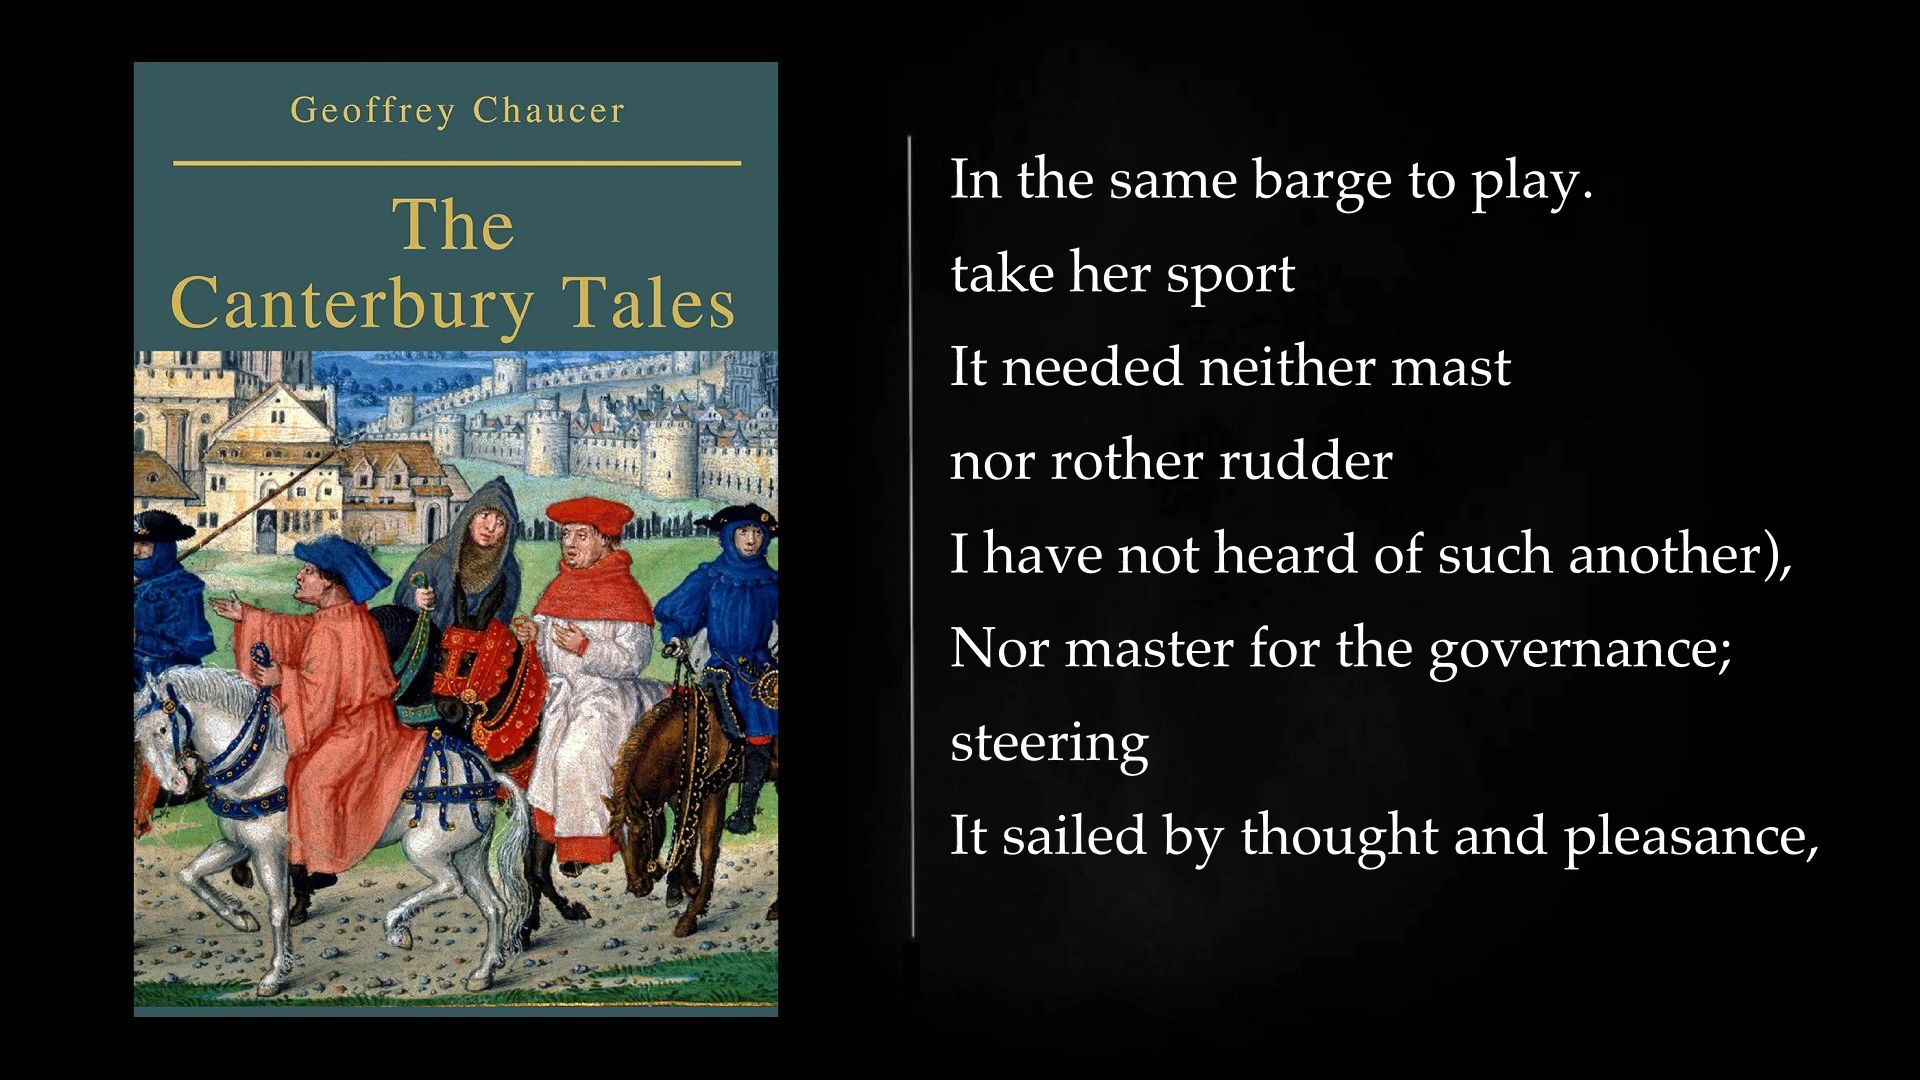 Geoffrey Chaucer
The
Canterbury Tales
In the same barge to play.
take her sport
It needed neither mast
nor rother rudder
I have not heard of such another),
Nor master for the governance;
steering
It sailed by thought and pleasance,